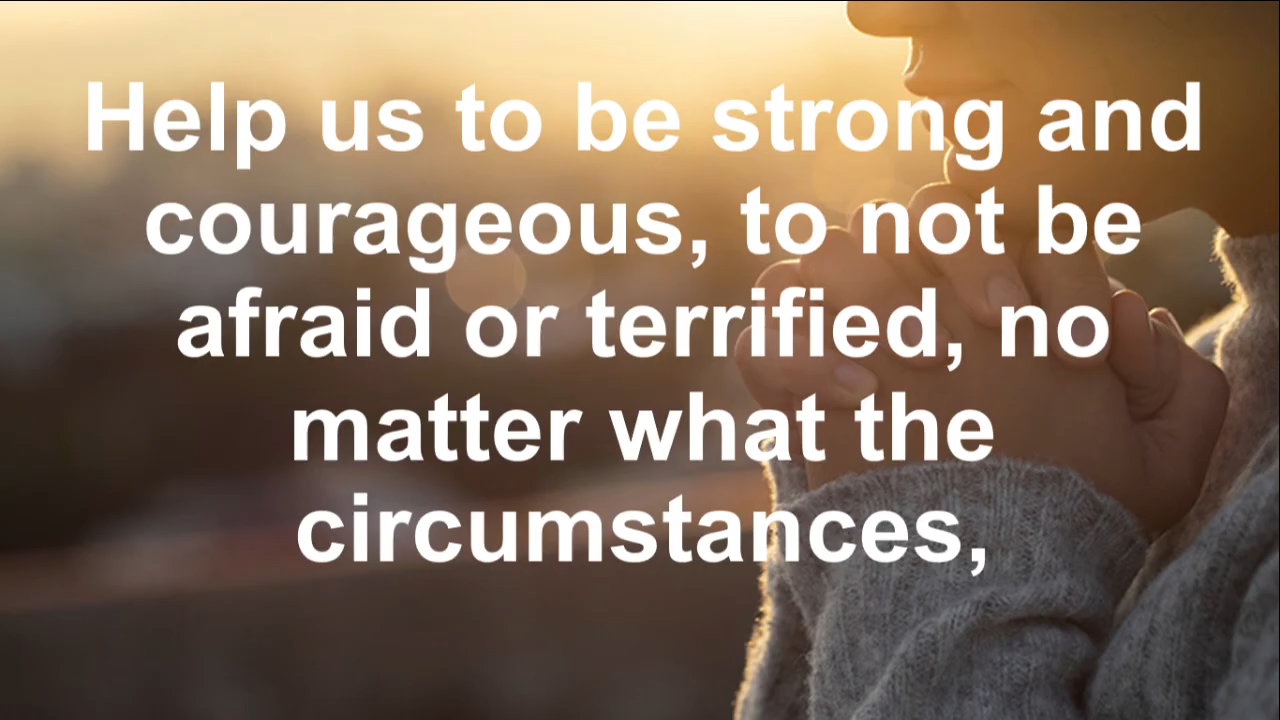 Help us to be strong and
courageous, to not be
afraid or terrified, no
matter what the
circumstances,